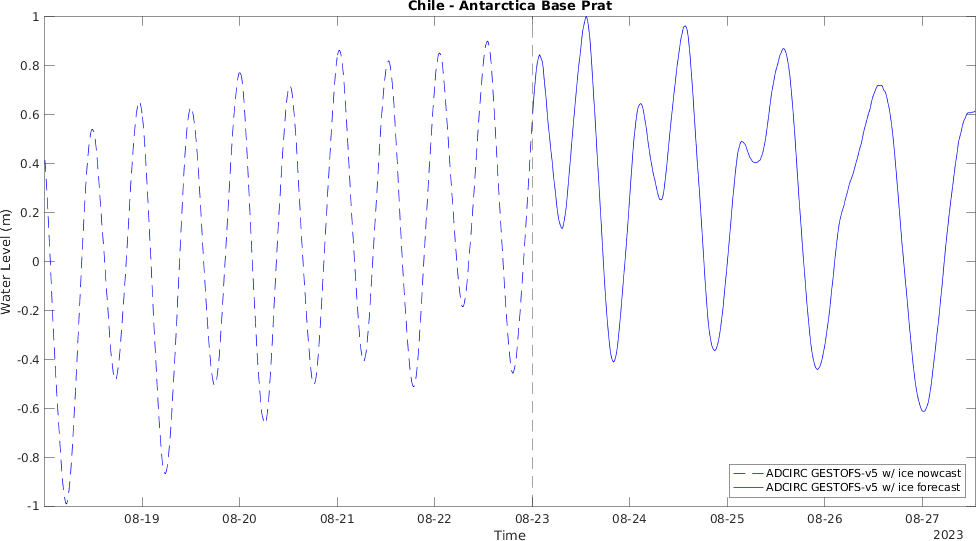 Chile - Antarctica Base Prat
1
0.8
0.6
0.4
0.2
0
-0.2
-0.4
-0.6
-0.8
-1
Water Level (m)
ADCIRC GESTOFS-v5 w/ ice nowcast
ADCIRC GESTOFS-v5 w/ ice forecast
08-19 08-20 08-21 08-22 08-23 08-24 08-25 08-26 08-27
Time
2023